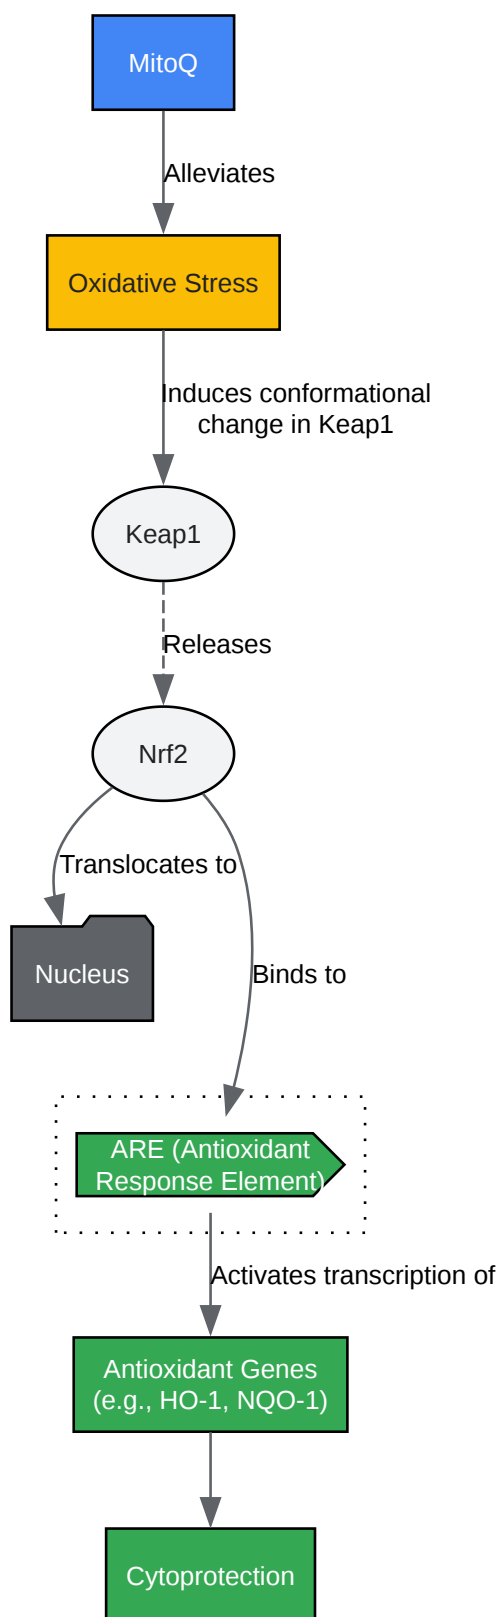 MitoQ
Alleviates
Oxidative Stress
Induces conformational
change in Keap1
Keap1
Releases
Nrf2
Translocates to
Nucleus
Binds to
ARE (Antioxidant
Response Element)
Activates transcription of
Antioxidant Genes
(e.g., HO-1, NQO-1)
Cytoprotection